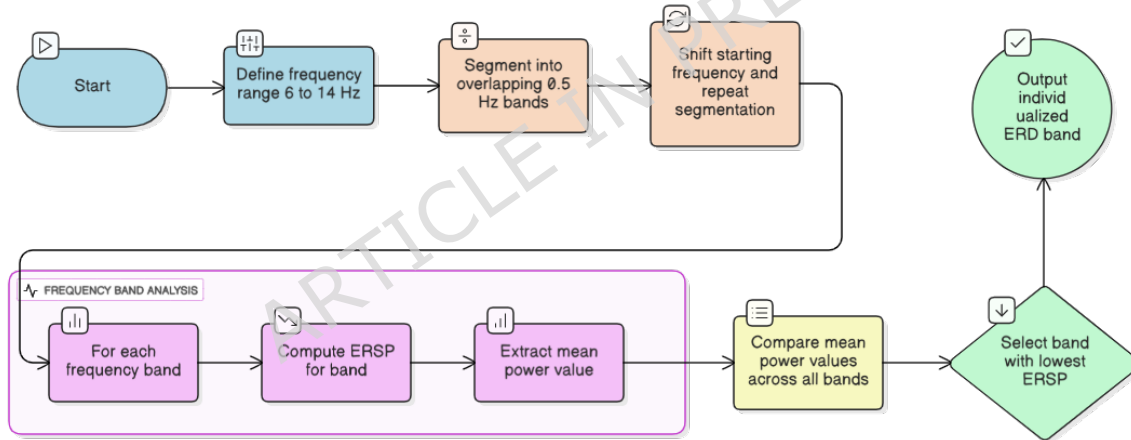 Start
Define frequency
range 6 to 14 Hz
Segment into
overlapping 0.5
Hz bands
Shift starting
frequency and
repeat
segmentation
Output
individ
ualized
ERD band
FREQUENCY BAND ANALYSIS
For each
frequency band
Compute ERSP
for band
Extract mean
power value
Compare mean
power values
across all bands
Select band
with lowest
ERSP
ARTICLE IN PRE